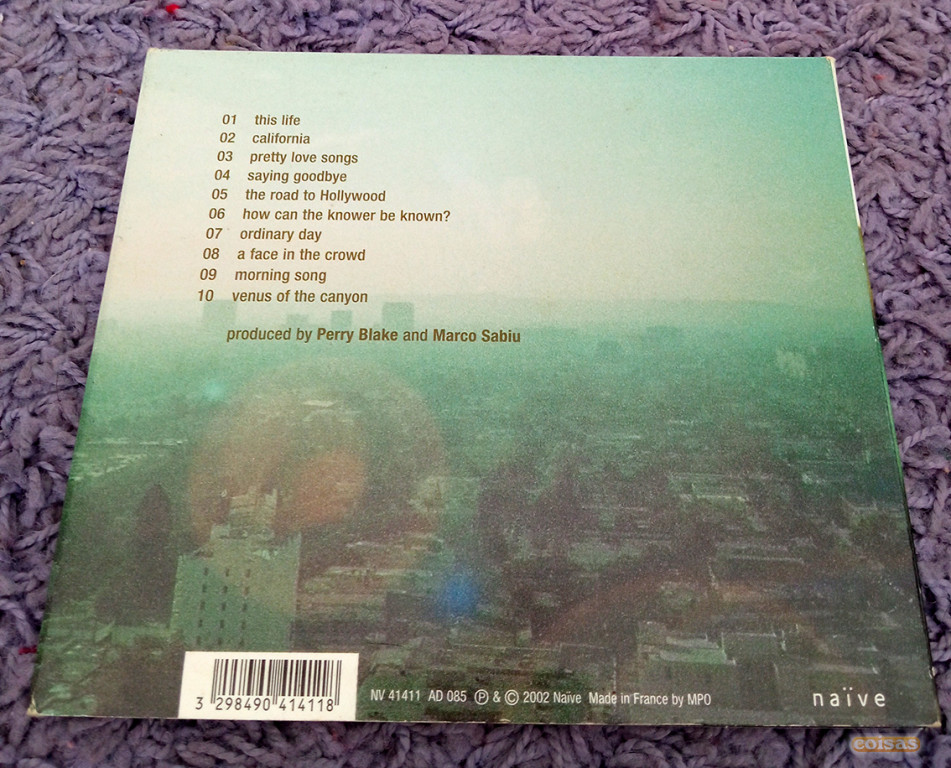 01 this life
02 california
03 pretty love songs
04 saying goodbye
05 the road to Hollywood
06 how can the knower be known?
07 ordinary day
08 a face in the crowd
09 morning song
10 venus of the canyon
produced by Perry Blake and Marco Sabiu
3 298490 414118
NV 41411 AD 085 ℗ & © 2002 Naïve Made in France by MPO
naïve
coisas